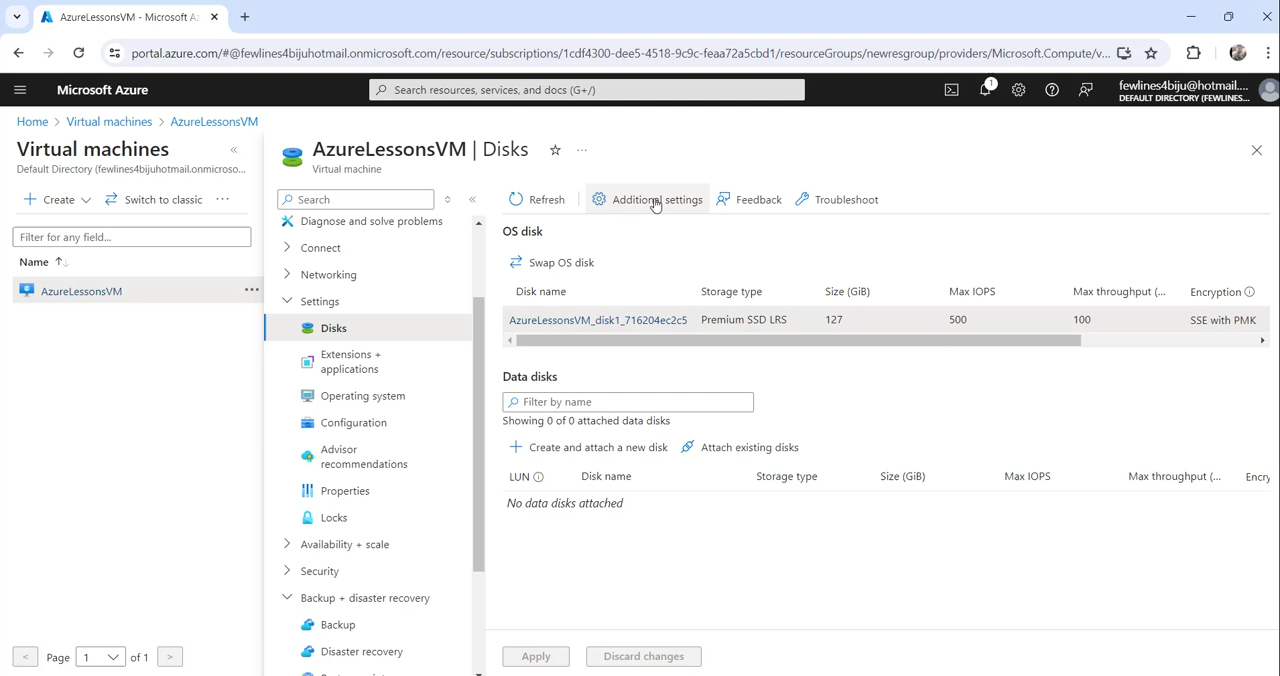 AzureLessonsVM - Microsoft Az
portal.azure.com/#@fewlines4bijuhotmail.onmicrosoft.com/resource/subscriptions/1cdf4300-dee5-4518-9c9c-feaa72a5cbd1/resourceGroups/newresgroup/providers/Microsoft.Compute/v...
Microsoft Azure
Search resources, services, and docs (G+/)
1
fewlines4biju@hotmail....
DEFAULT DIRECTORY (FEWLINES...
Home > Virtual machines > AzureLessonsVM
Virtual machines
Default Directory (fewlines4bijuhotmail.onmicroso...
Create
Switch to classic
...
Filter for any field...
Name
AzureLessonsVM
...
Page 1 of 1
AzureLessonsVM | Disks
...
Virtual machine
Search
Diagnose and solve problems
Connect
Networking
Settings
Disks
Extensions +
applications
Operating system
Configuration
Advisor
recommendations
Properties
Locks
Availability + scale
Security
Backup + disaster recovery
Backup
Disaster recovery
Refresh
Additional settings
Feedback
Troubleshoot
OS disk
Swap OS disk
Disk name Storage type Size (GiB) Max IOPS Max throughput (... Encryption
AzureLessonsVM_disk1_716204ec2c5 Premium SSD LRS 127 500 100 SSE with PMK
Data disks
Filter by name
Showing 0 of 0 attached data disks
Create and attach a new disk
Attach existing disks
LUN Disk name Storage type Size (GiB) Max IOPS Max throughput (... Encry
No data disks attached
Apply
Discard changes